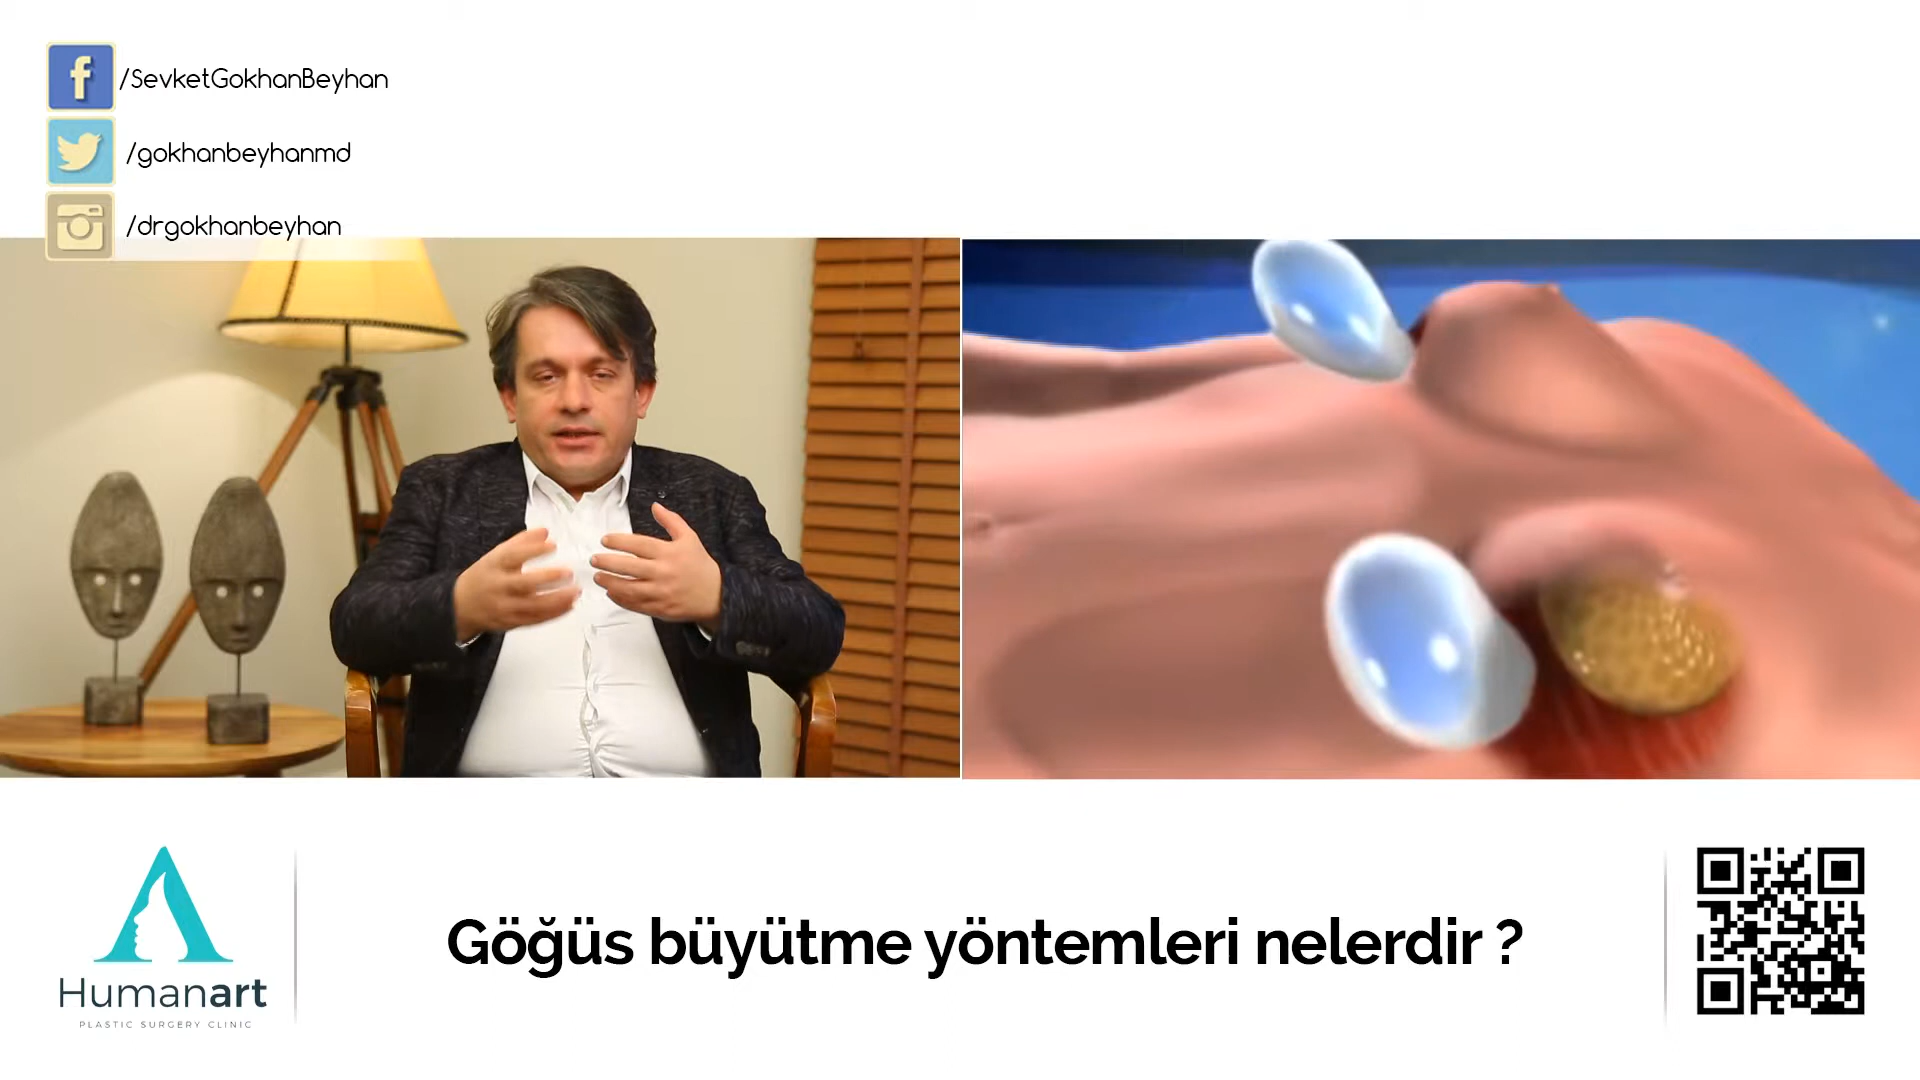 /SevketGokhanBeyhan
/gokhanbeyhanmd
/drgokhanbeyhan
Göğüs büyütme yöntemleri nelerdir ?
Humanart
PLASTIC SURGERY CLINIC